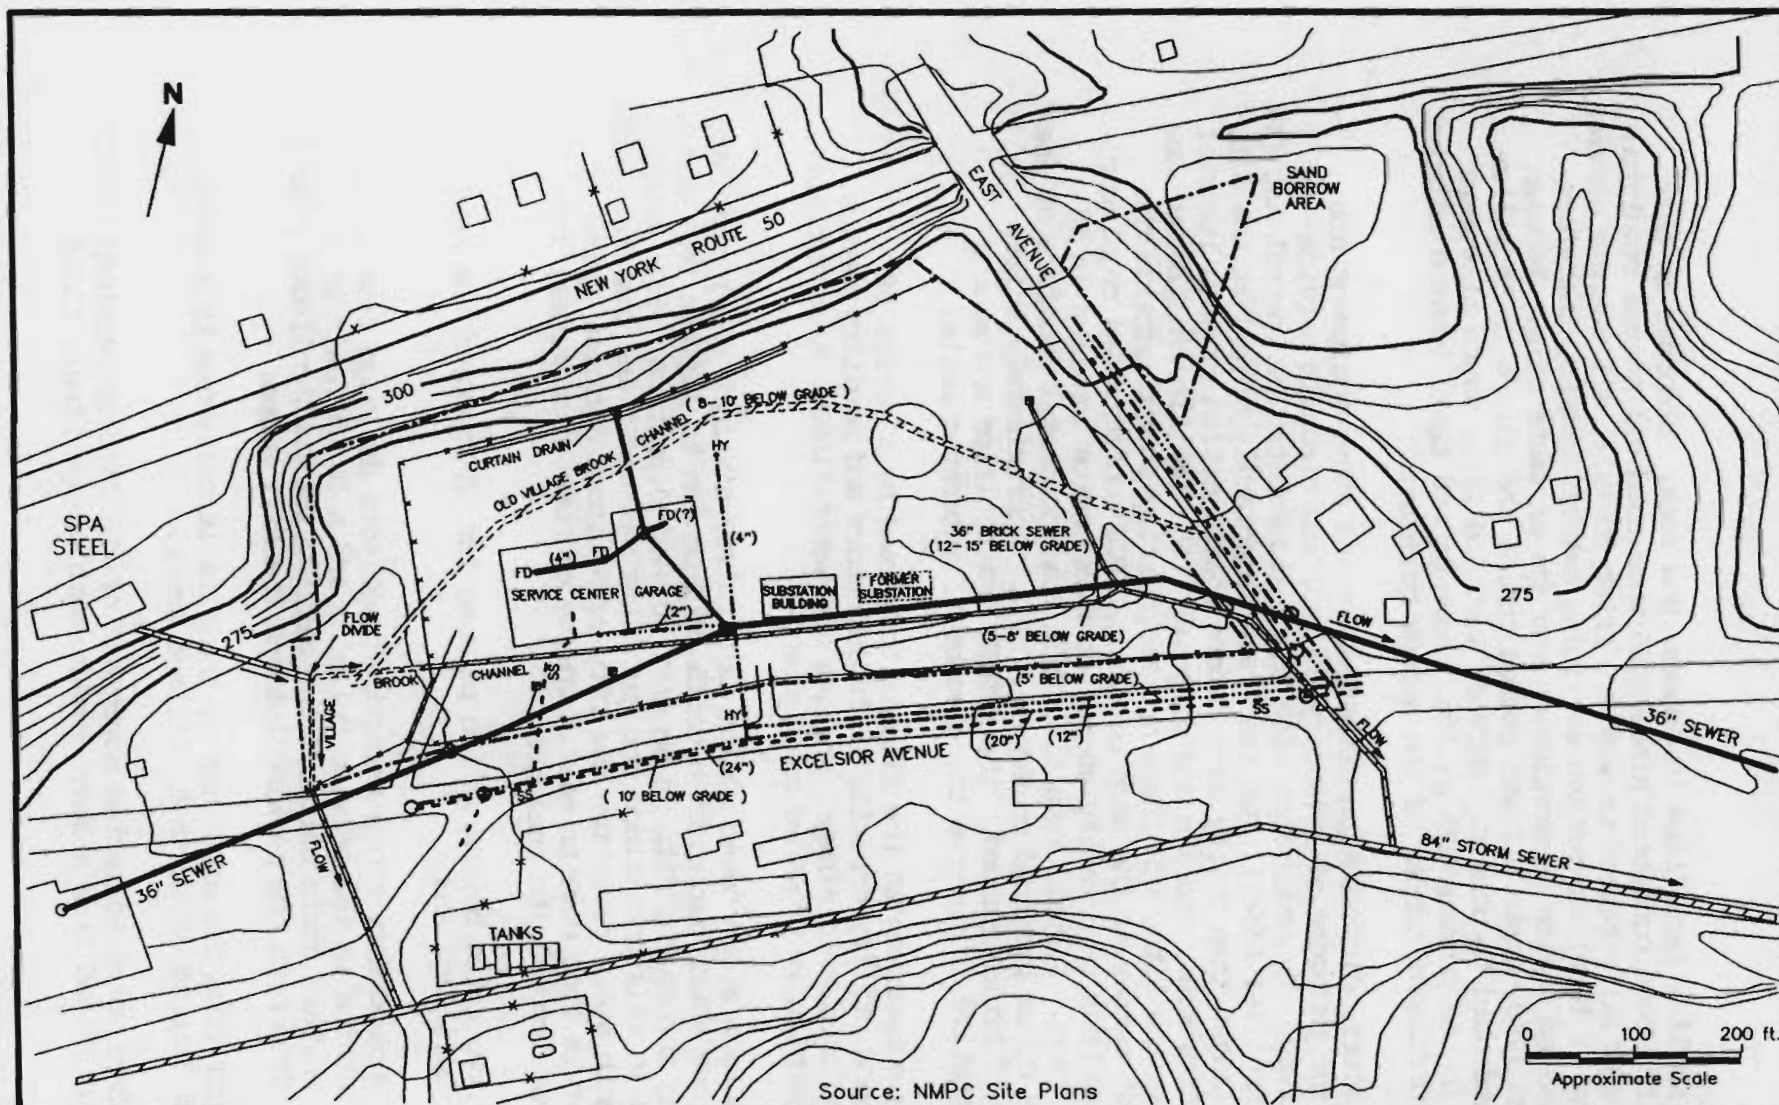 N
SAND
BORROW
AREA
EAST AVENUE
NEW YORK ROUTE 50
300
( 8-10' BELOW GRADE )
CHANNEL
CURTAIN DRAIN
OLD VILLAGE BROOK
HY
SPA
STEEL
FD(?)
(4")
36" BRICK SEWER
(12-15' BELOW GRADE)
(4")
FD
FD
SERVICE CENTER
GARAGE
SUBSTATION
BUILDING
FORMER
SUBSTATION
275
(2")
FLOW
DIVIDE
275
FLOW
(5-8' BELOW GRADE)
BROOK
CHANNEL
SS
(5' BELOW GRADE)
VILLAGE
HY
SS
(20")
(12")
FLOW
36" SEWER
EXCELSIOR AVENUE
(24")
SS
( 10' BELOW GRADE )
FLOW
36" SEWER
84" STORM SEWER
TANKS
0 100 200 ft.
Approximate Scale
Source: NMPC Site Plans